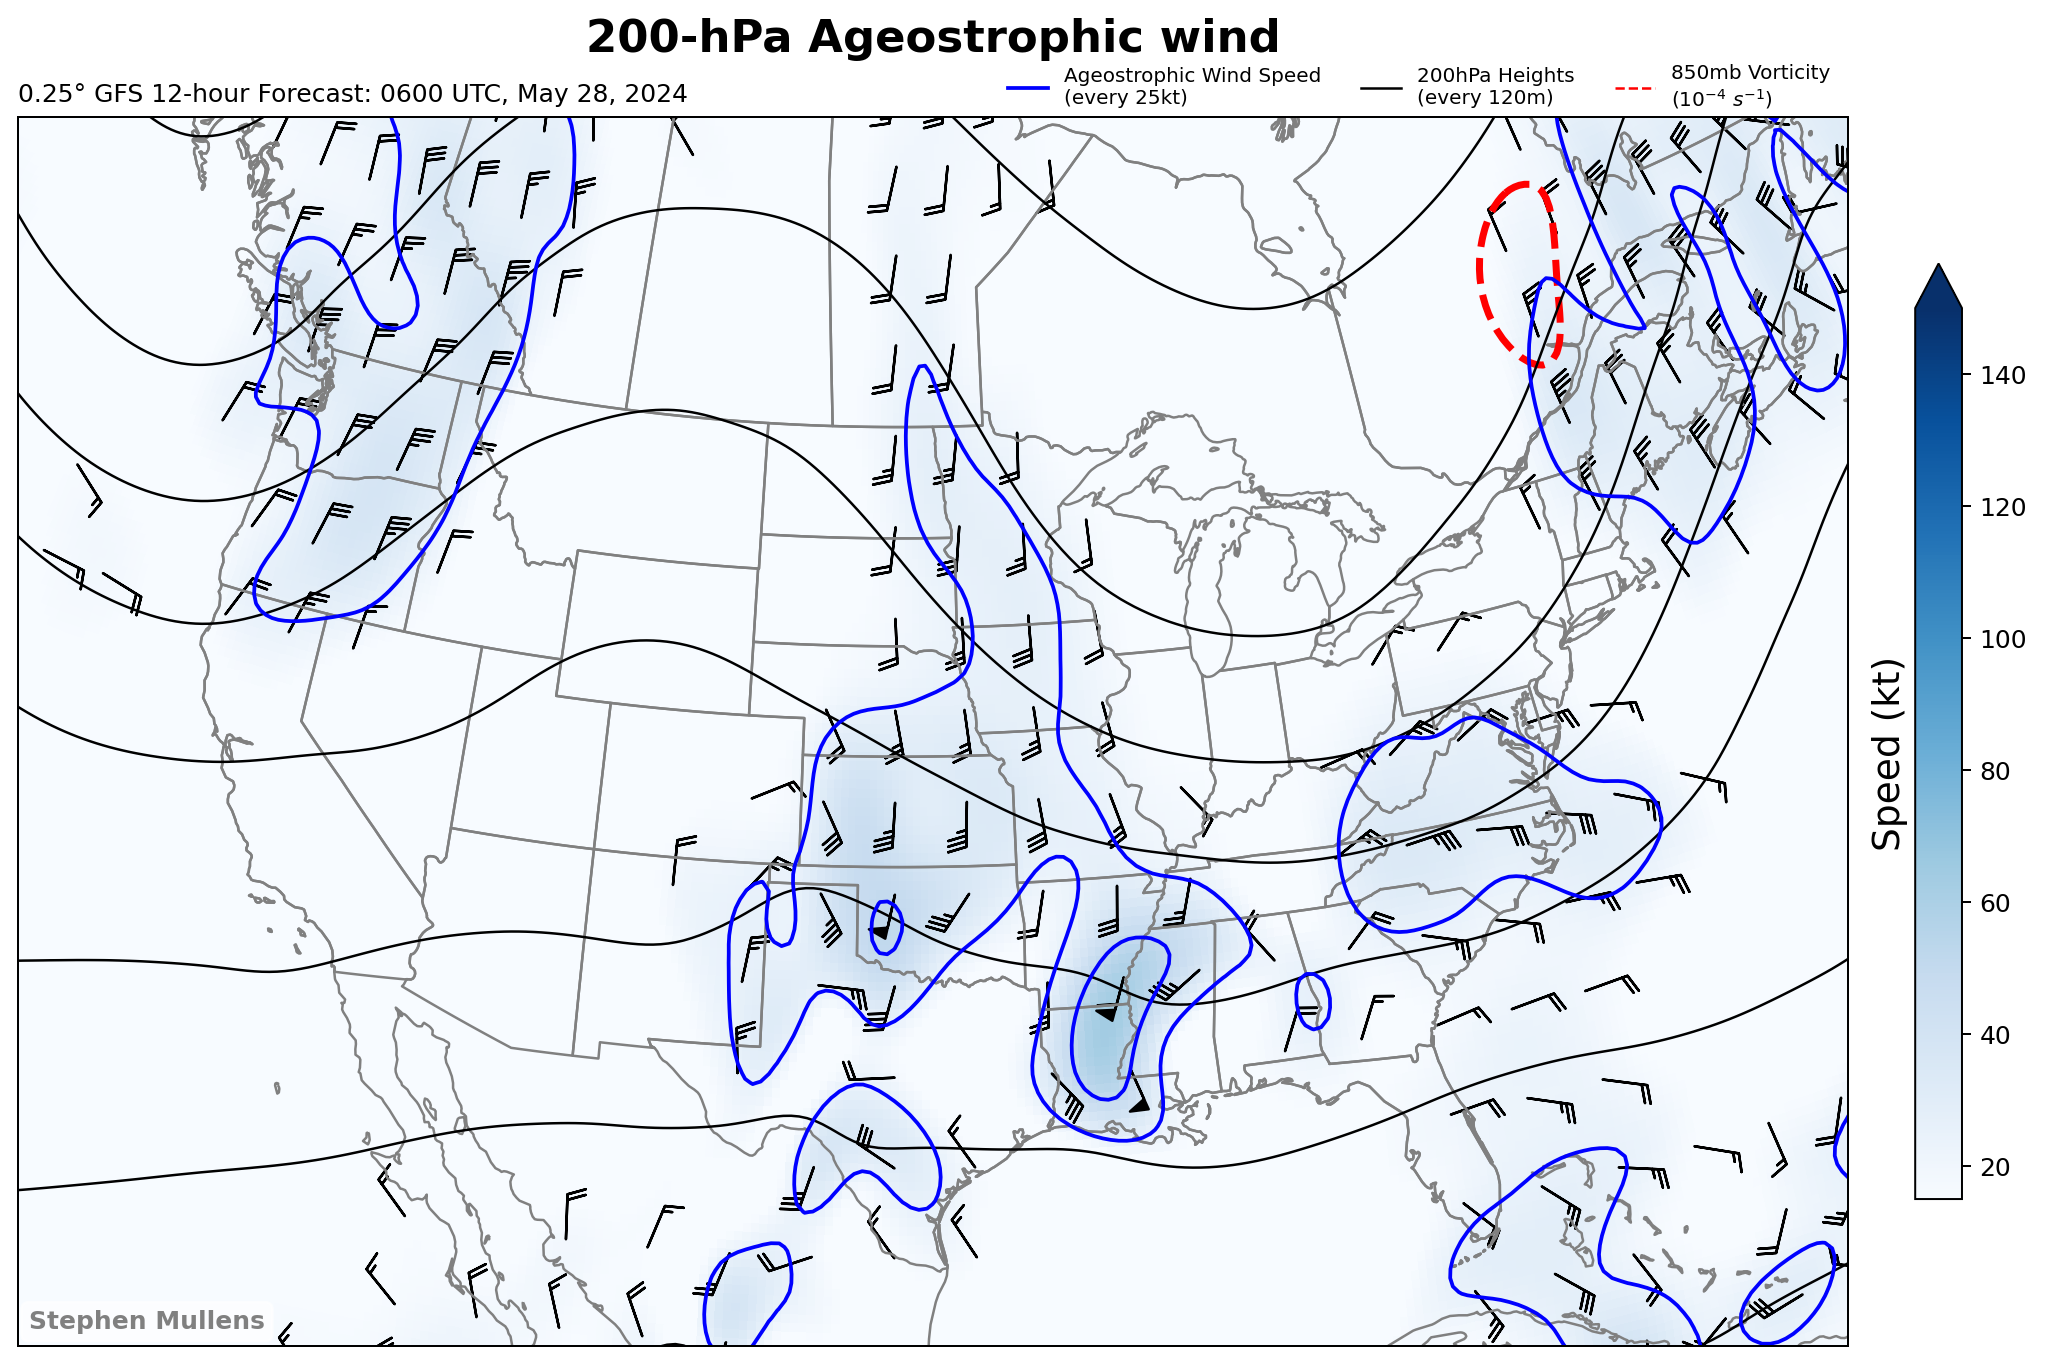 200-hPa Ageostrophic wind
0.25° GFS 12-hour Forecast: 0600 UTC, May 28, 2024
Ageostrophic Wind Speed
(every 25kt)
200hPa Heights
(every 120m)
850mb Vorticity
(10⁻⁴ s⁻¹)
140
120
100
80
60
40
20
Speed (kt)
Stephen Mullens